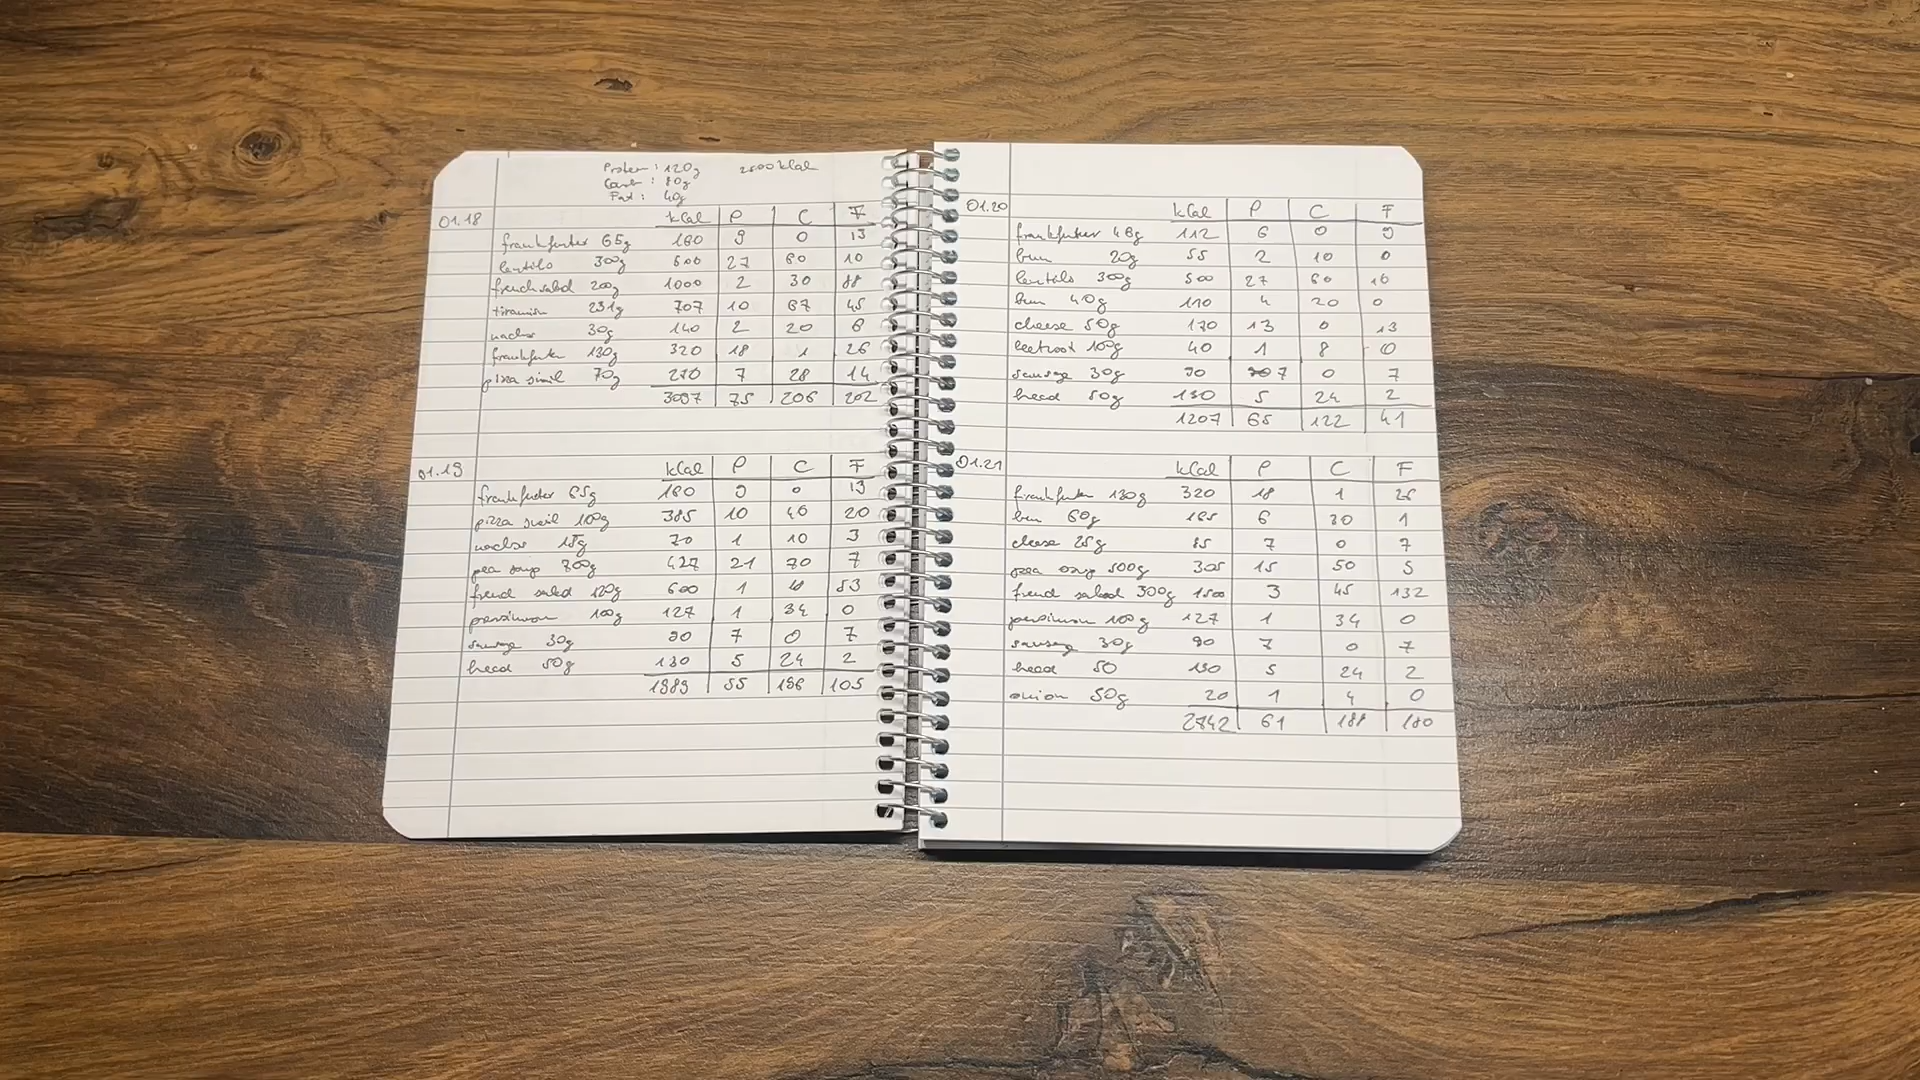 Protein : 120g 2500 kCal
Carb : 80g
Fat : 40g
01.18 kCal P C F
frankfurter 65g 160 9 0 13
lentils 300g 500 27 60 10
french salad 200g 1000 2 30 88
tiramisu 231g 707 10 67 45
nachos 30g 140 2 20 6
frankfurter 130g 320 18 1 26
pizza snail 70g 270 7 28 14
3097 75 206 202
01.19 kCal P C F
frankfurter 65g 160 9 0 13
pizza snail 100g 385 10 40 20
nachos 15g 70 1 10 3
pea soup 700g 427 21 70 7
french salad 120g 600 1 53
persimmon 100g 127 1 34 0
sausage 30g 90 7 0 7
bread 50g 130 5 24 2
1989 55 196 105
01.20 kCal P C F
frankfurter 46g 112 6 0 9
bun 20g 55 2 10 0
lentils 300g 500 27 60 10
bun 40g 110 4 20 0
cheese 50g 170 13 0 13
beetroot 100g 40 1 8 0
sausage 30g 90 7 0 7
bread 50g 130 5 24 2
1207 65 122 41
01.21 kCal P C F
frankfurter 130g 320 18 1 26
bun 60g 165 6 30 1
cheese 25g 85 7 0 7
pea soup 500g 305 15 50 5
french salad 300g 1500 3 45 132
persimmon 100g 127 1 34 0
sausage 30g 90 7 0 7
bread 50 130 5 24 2
onion 50g 20 1 4 0
2742 61 188 180